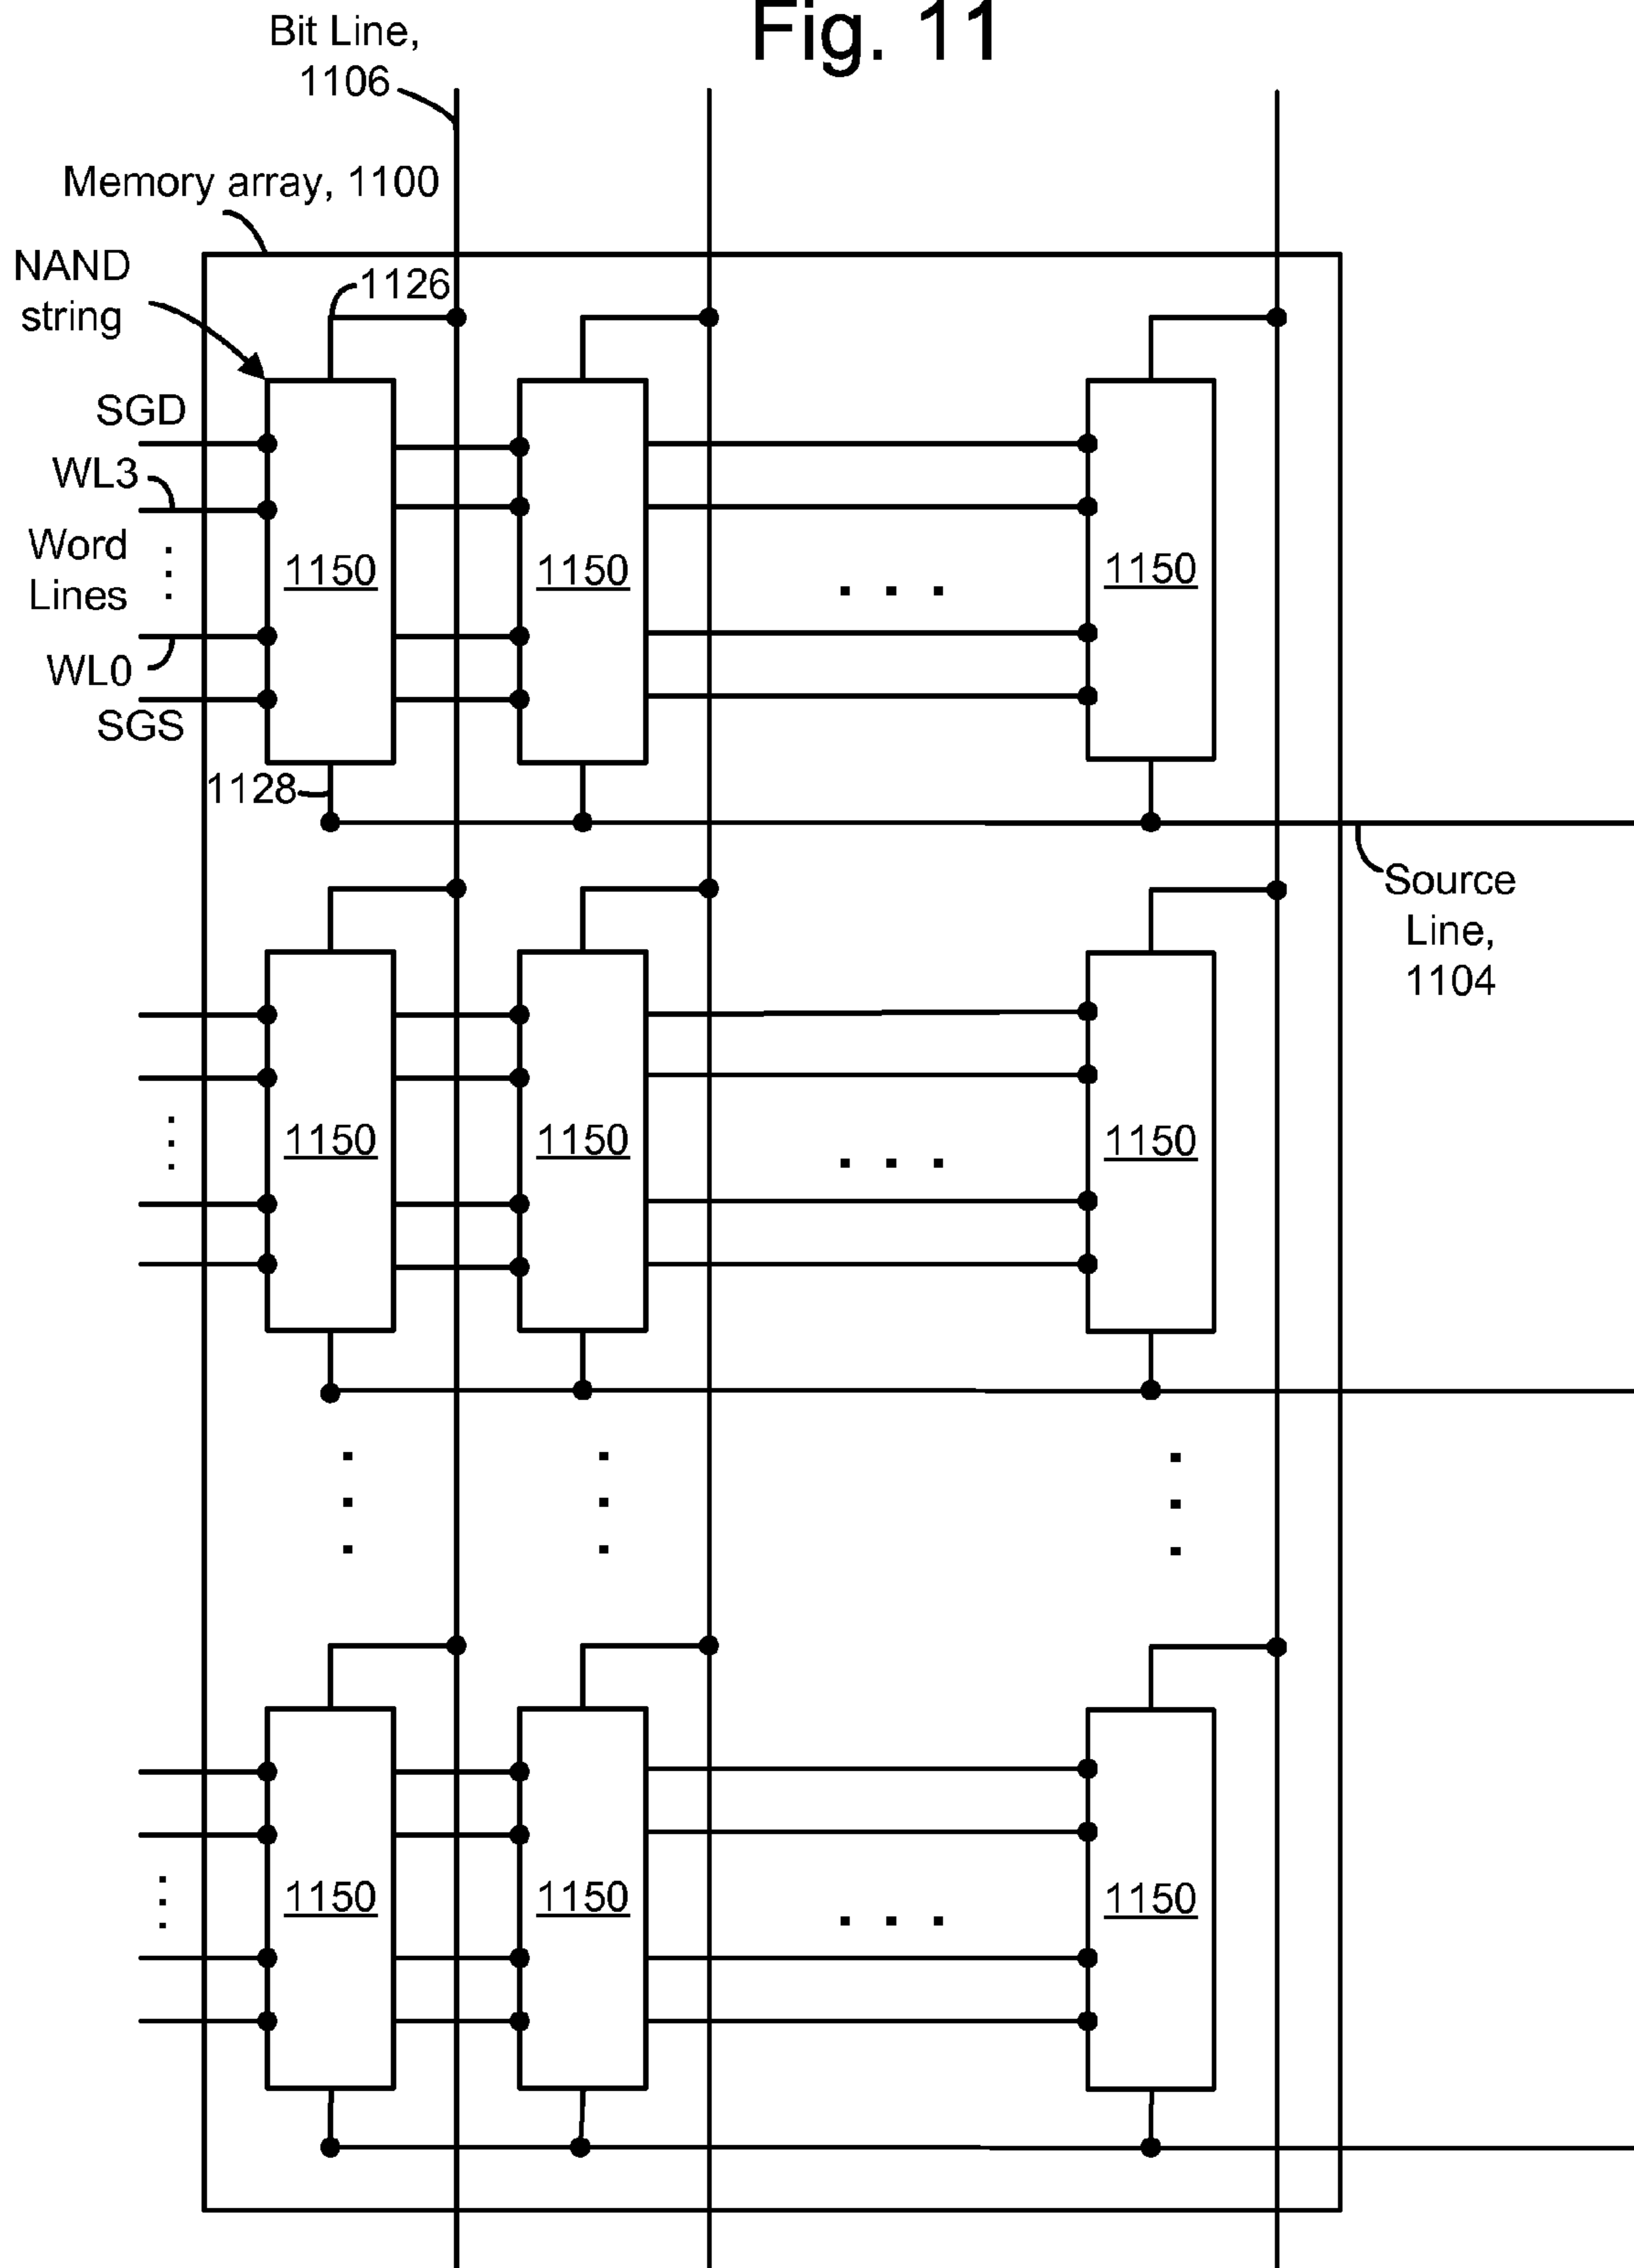 Fig. 11
Bit Line,
1106
Memory array, 1100
NAND
string
1126
SGD
WL3
Word
Lines
WL0
SGS
1150
1150
. . .
1150
1128
Source
Line,
1104
1150
1150
. . .
1150
1150
1150
. . .
1150